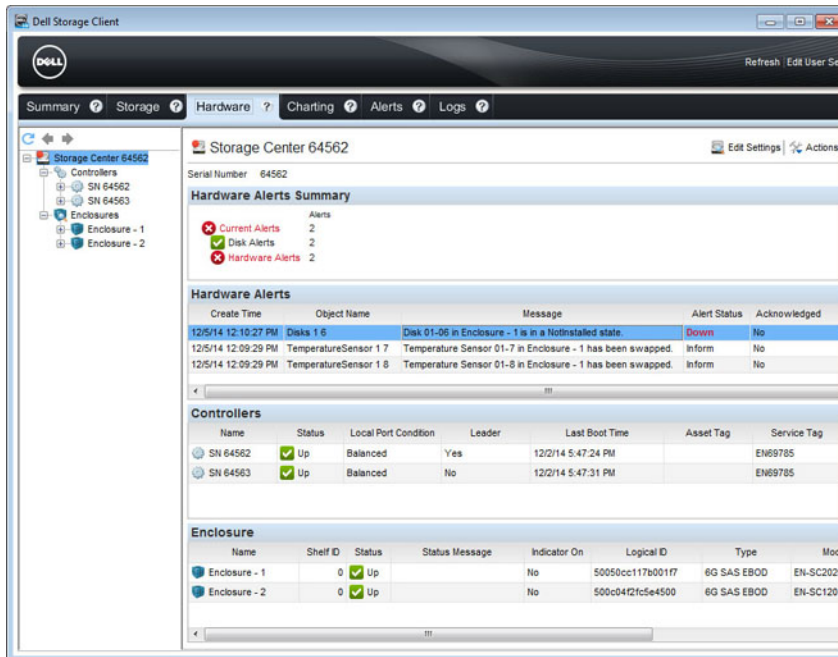 Dell Storage Client
DELL
Refresh Edit User Se
Summary ? Storage ? Hardware ? Charting ? Alerts ? Logs ?
Storage Center 64562
Controllers
SN 64562
SN 64563
Enclosures
Enclosure - 1
Enclosure - 2
Storage Center 64562
Edit Settings Actions
Serial Number 64562
Hardware Alerts Summary
Alerts
Current Alerts 2
Disk Alerts 2
Hardware Alerts 2
Hardware Alerts
Create Time Object Name Message Alert Status Acknowledged
12/5/14 12:10:27 PM Disks 1 6 Disk 01-06 in Enclosure - 1 is in a NotInstalled state. Down No
12/5/14 12:09:29 PM TemperatureSensor 1 7 Temperature Sensor 01-7 in Enclosure - 1 has been swapped. Inform No
12/5/14 12:09:29 PM TemperatureSensor 1 8 Temperature Sensor 01-8 in Enclosure - 1 has been swapped. Inform No
Controllers
Name Status Local Port Condition Leader Last Boot Time Asset Tag Service Tag
SN 64562 Up Balanced Yes 12/2/14 5:47:24 PM EN69785
SN 64563 Up Balanced No 12/2/14 5:47:31 PM EN69785
Enclosure
Name Shelf ID Status Status Message Indicator On Logical ID Type Mod
Enclosure - 1 0 Up No 50050cc117b001f7 6G SAS EBOD EN-SC202
Enclosure - 2 0 Up No 500c04f2fc5e4500 6G SAS EBOD EN-SC120